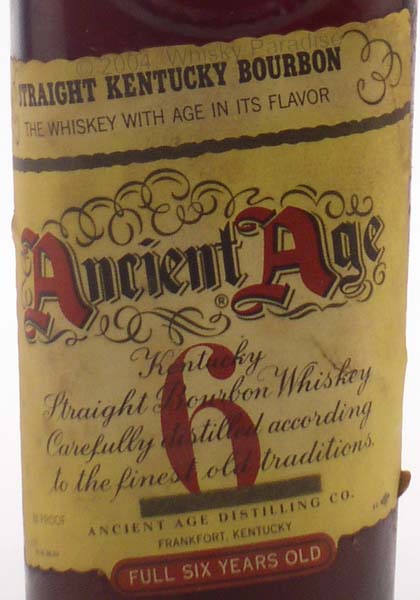 © 2004 Whisky Paradise
STRAIGHT KENTUCKY BOURBON
THE WHISKEY WITH AGE IN ITS FLAVOR
Ancient Age
®
6
Kentucky
Straight Bourbon Whiskey
Carefully distilled according
to the finest old traditions.
PROOF
ANCIENT AGE DISTILLING CO.
FRANKFORT, KENTUCKY
FULL SIX YEARS OLD